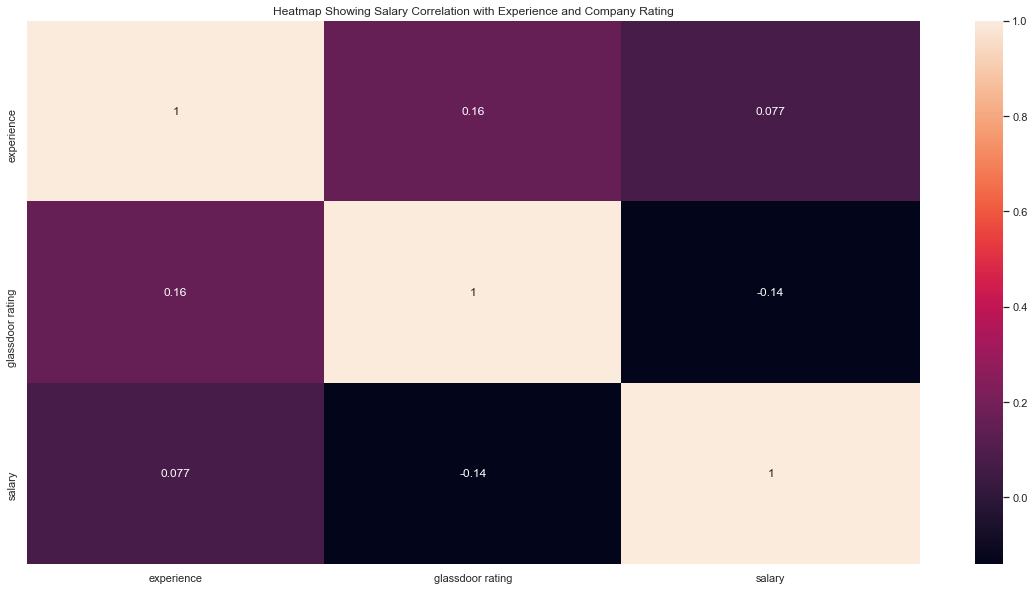 Heatmap Showing Salary Correlation with Experience and Company Rating
experience
1
0.16
0.077
glassdoor rating
0.16
1
-0.14
salary
0.077
-0.14
1
experience
glassdoor rating
salary
1.0
0.8
0.6
0.4
0.2
0.0